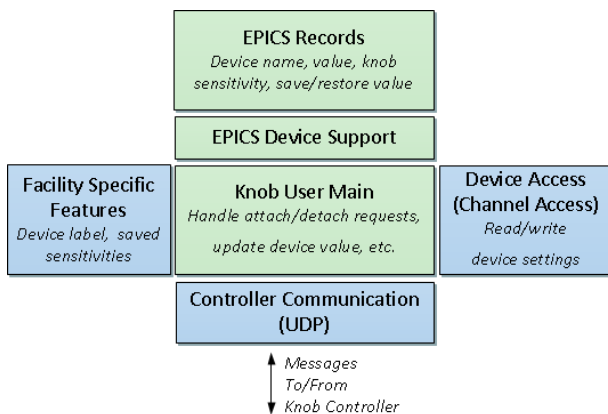 EPICS Records
Device name, value, knob
sensitivity, save/restore value
EPICS Device Support
Facility Specific
Features
Device label, saved
sensitivities
Knob User Main
Handle attach/detach requests,
update device value, etc.
Device Access
(Channel Access)
Read/write
device settings
Controller Communication
(UDP)
Messages
To/From
Knob Controller